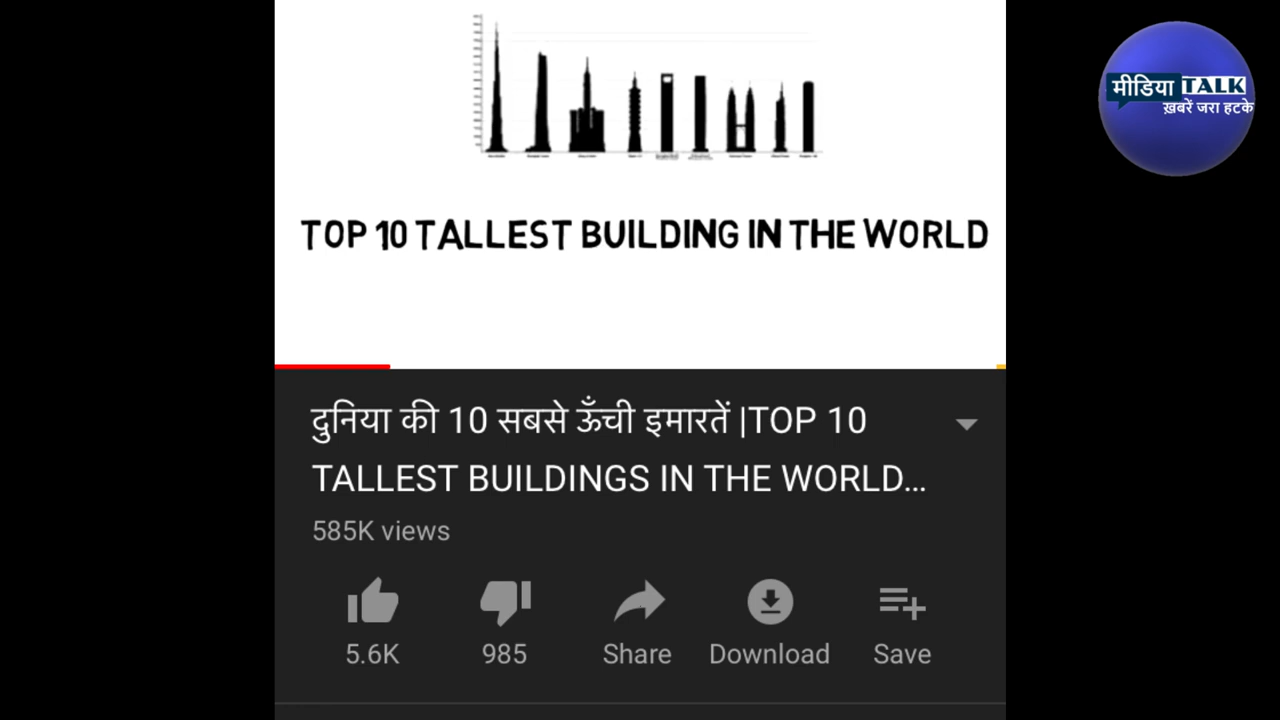 मीडिया TALK
ख़बरें जरा हटके
TOP 10 TALLEST BUILDING IN THE WORLD
दुनिया की 10 सबसे ऊँची इमारतें |TOP 10
TALLEST BUILDINGS IN THE WORLD...
585K views
5.6K 985 Share Download Save